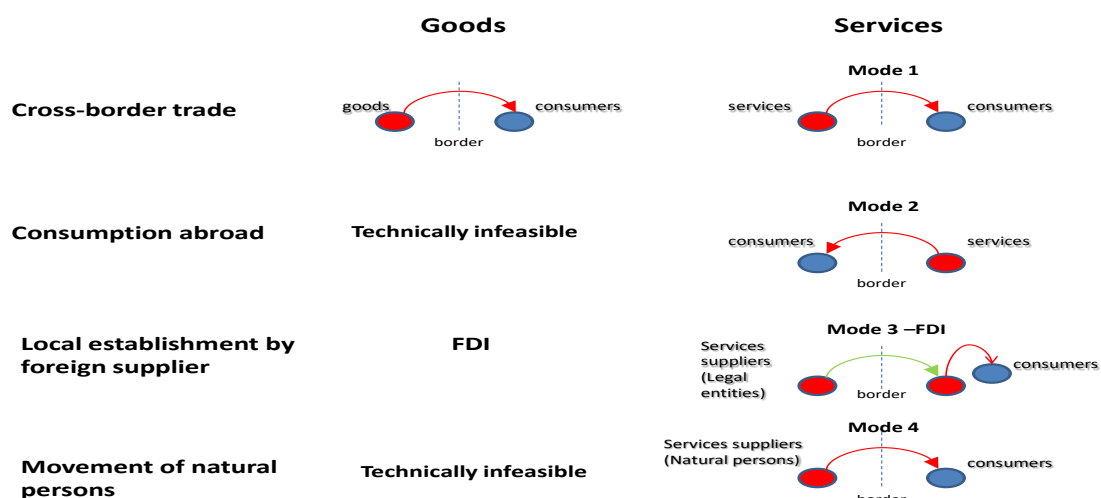 Goods
Services
Cross-border trade
goods
consumers
border
Mode 1
services
consumers
border
Consumption abroad
Technically infeasible
Mode 2
consumers
services
border
Local establishment by
foreign supplier
FDI
Mode 3 –FDI
Services
suppliers
(Legal
entities)
consumers
border
Movement of natural
persons
Technically infeasible
Mode 4
Services suppliers
(Natural persons)
consumers
border